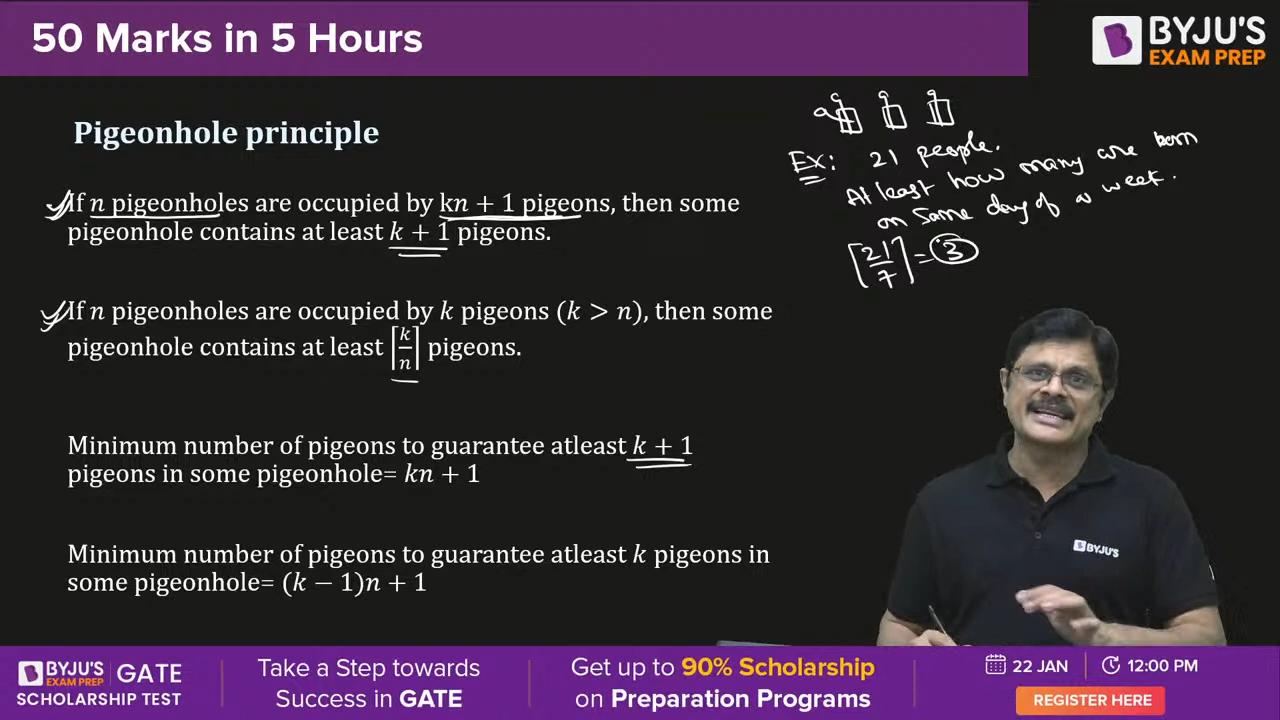 50 Marks in 5 Hours
BYJU'S
EXAM PREP
Pigeonhole principle
If n pigeonholes are occupied by kn + 1 pigeons, then some
pigeonhole contains at least k + 1 pigeons.
If n pigeonholes are occupied by k pigeons (k > n), then some
pigeonhole contains at least ⌈k/n⌉ pigeons.
Minimum number of pigeons to guarantee atleast k + 1
pigeons in some pigeonhole= kn + 1
Minimum number of pigeons to guarantee atleast k pigeons in
some pigeonhole= (k − 1)n + 1
Ex: 21 people.
At least how many are born
on same day of a week.
⌈21/7⌉ = 3
BYJU'S
BYJU'S
EXAM PREP
GATE
SCHOLARSHIP TEST
Take a Step towards
Success in GATE
Get up to 90% Scholarship
on Preparation Programs
22 JAN
12:00 PM
REGISTER HERE